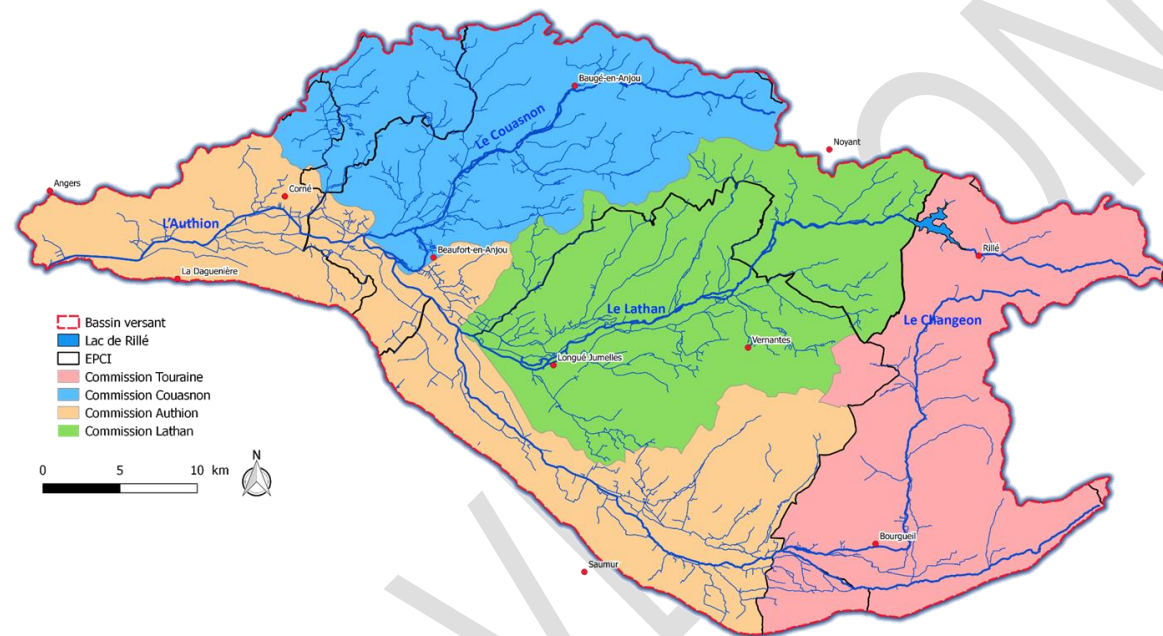 Baugé-en-Anjou
Le Couasnon
Noyant
Angers
Corné
L'Authion
Beaufort-en-Anjou
Rillé
La Daguenière
Le Lathan
Le Changeon
Vernantes
Longué Jumelles
Bassin versant
Lac de Rillé
EPCI
Commission Touraine
Commission Couasnon
Commission Authion
Commission Lathan
0 5 10 km
N
Bourgueil
Saumur